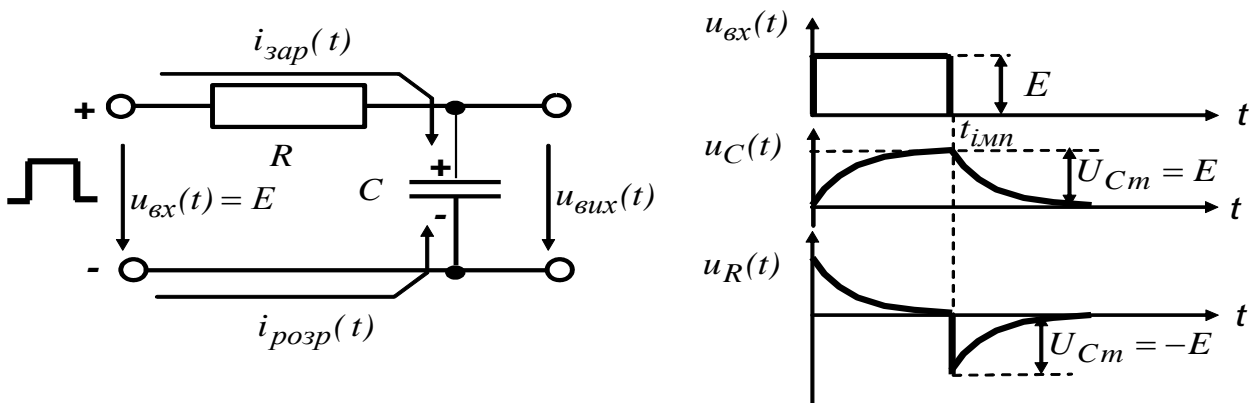 i_зар(t)
+
R
+
C
-
u_вх(t) = E
u_вих(t)
-
i_розр(t)
u_вх(t)
E
t
t_імп
u_C(t)
U_Cm = E
t
u_R(t)
t
U_Cm = −E